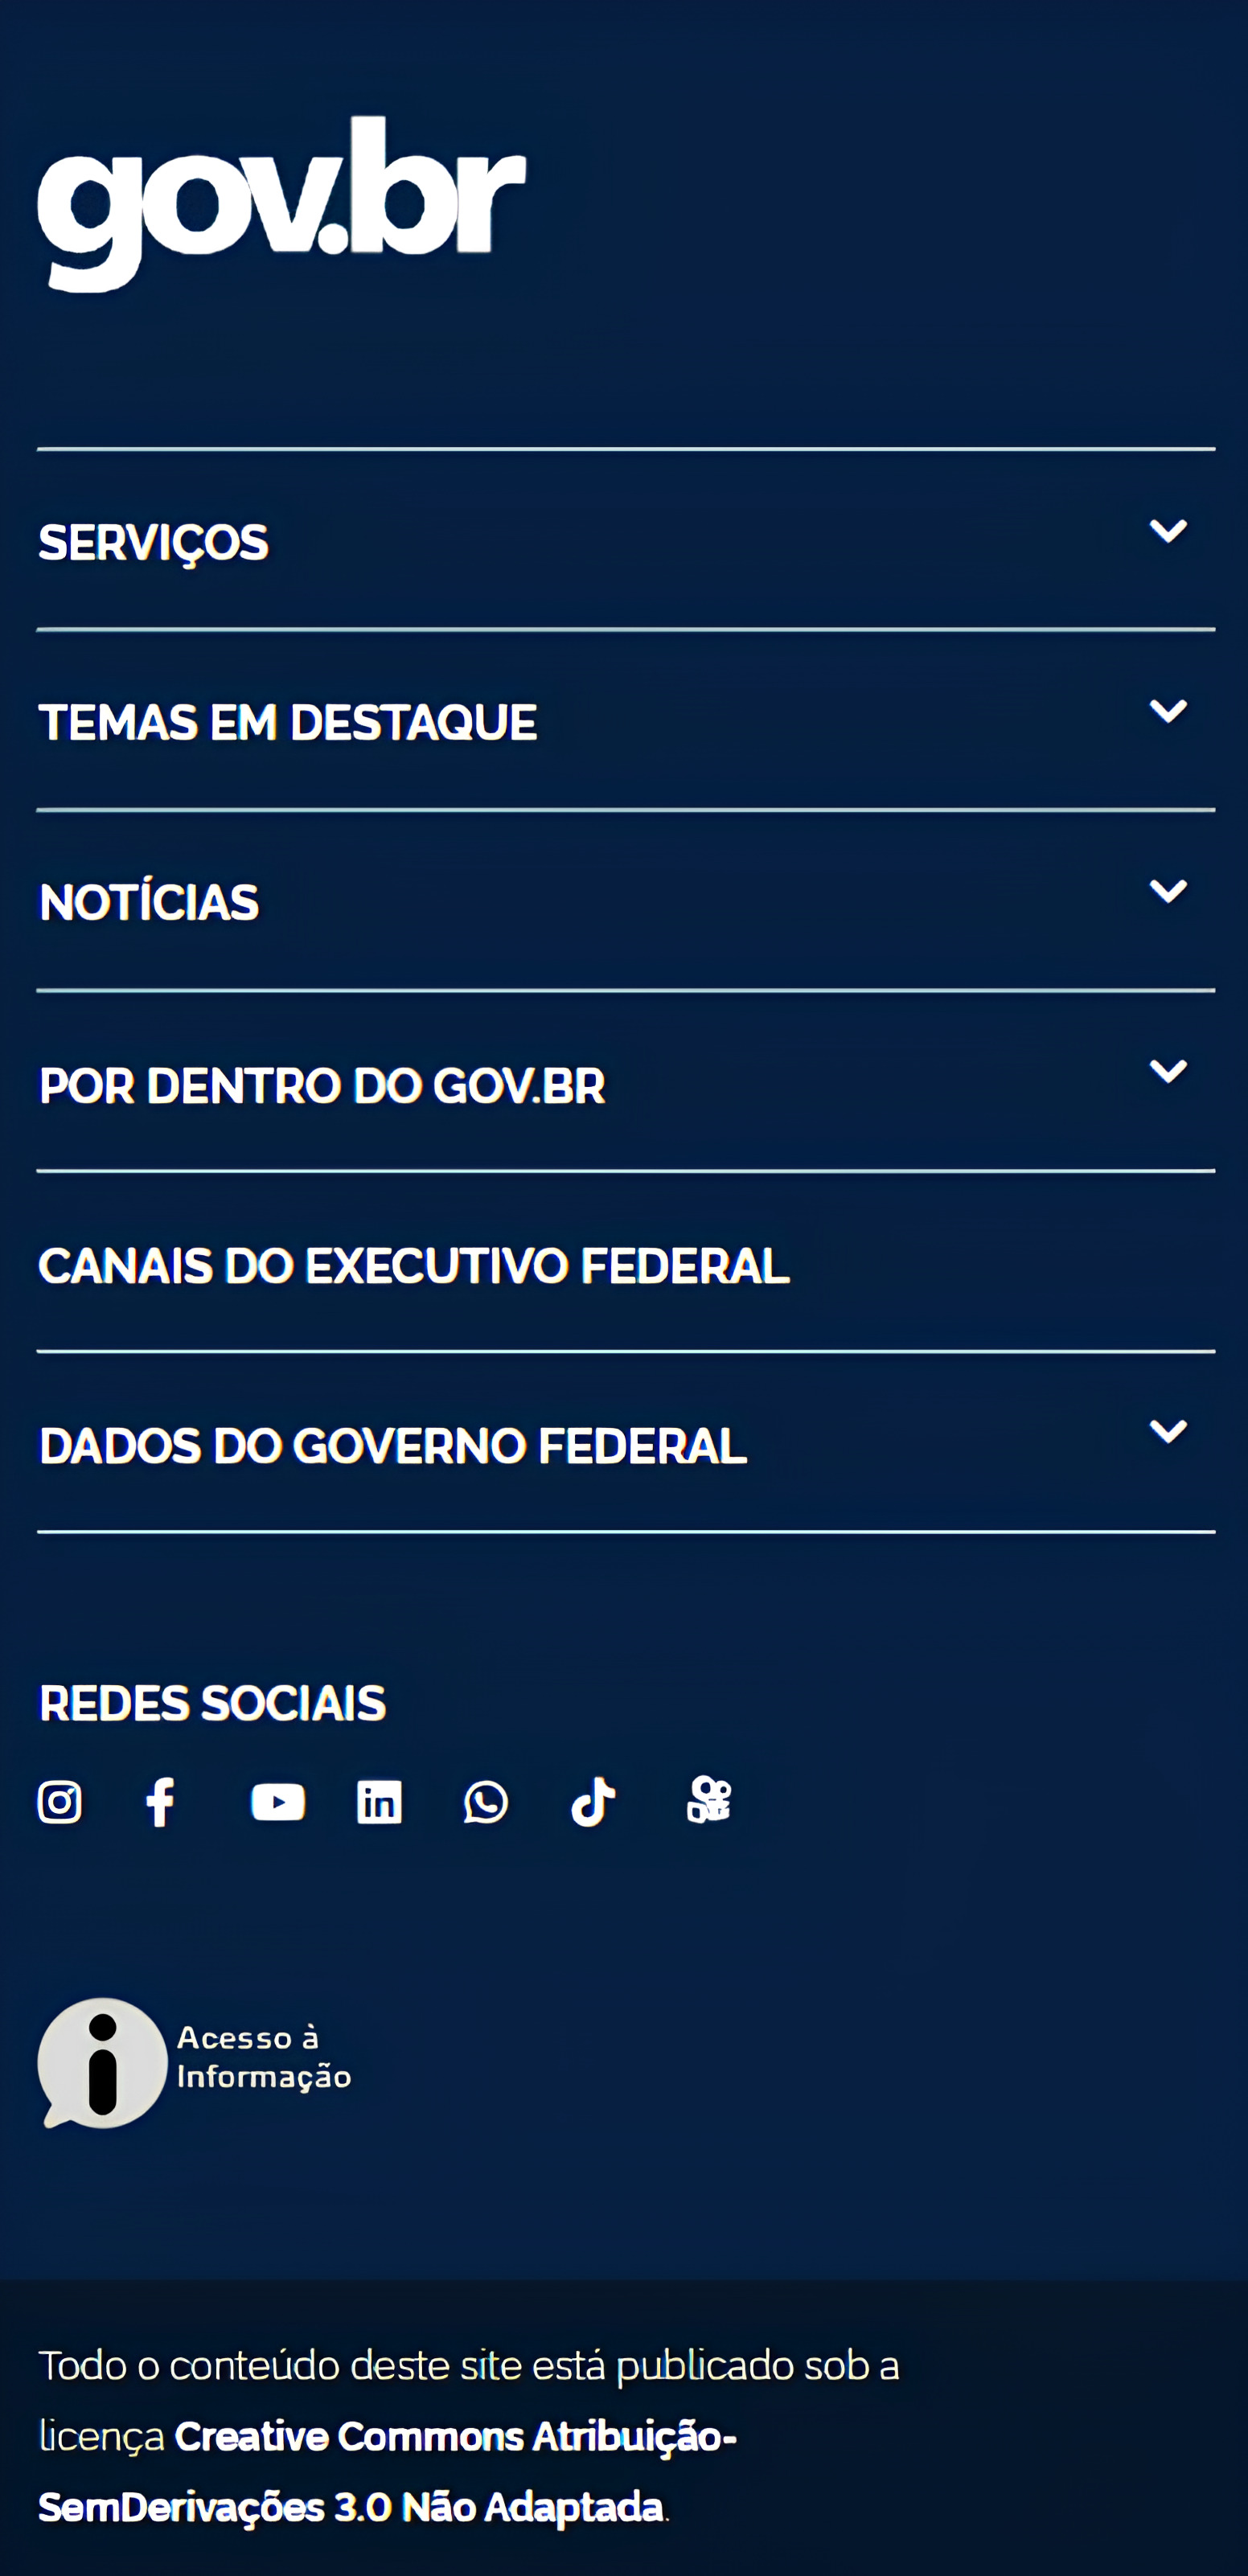 gov.br
SERVIÇOS
TEMAS EM DESTAQUE
NOTÍCIAS
POR DENTRO DO GOV.BR
CANAIS DO EXECUTIVO FEDERAL
DADOS DO GOVERNO FEDERAL
REDES SOCIAIS
Acesso à
Informação
Todo o conteúdo deste site está publicado sob a
licença Creative Commons Atribuição-
SemDerivações 3.0 Não Adaptada.